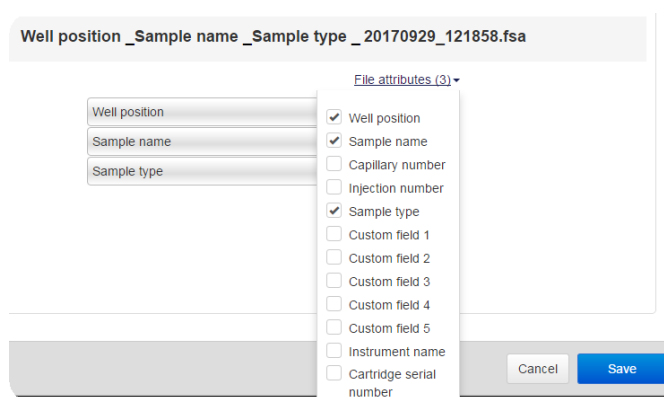 Well position _Sample name _Sample type _ 20170929_121858.fsa
File attributes (3)
Well position
Sample name
Sample type
Well position
Sample name
Capillary number
Injection number
Sample type
Custom field 1
Custom field 2
Custom field 3
Custom field 4
Custom field 5
Instrument name
Cartridge serial
number
Cancel
Save